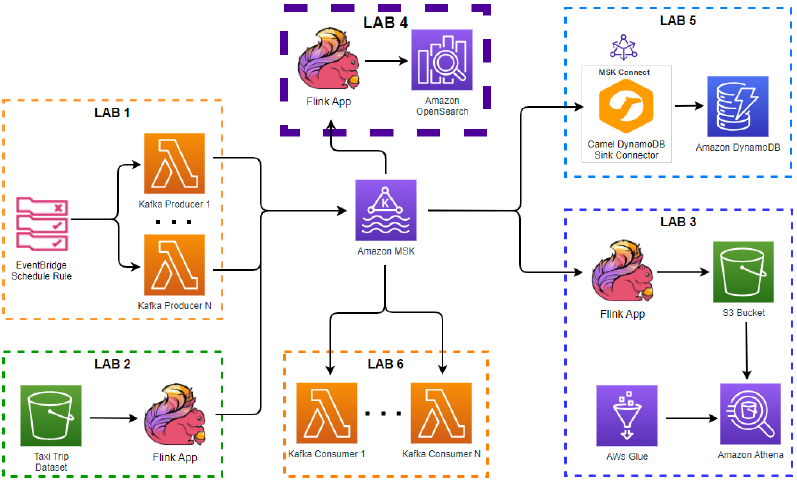 LAB 4
Flink App
Amazon
OpenSearch
LAB 5
MSK Connect
Camel DynamoDB
Sink Connector
Amazon DynamoDB
LAB 1
Kafka Producer 1
. . .
EventBridge
Schedule Rule
Kafka Producer N
K
Amazon MSK
LAB 3
Flink App
S3 Bucket
AWs Glue
Amazon Athena
LAB 2
Taxi Trip
Dataset
Flink App
LAB 6
. . .
Kafka Consumer 1
Kafka Consumer N